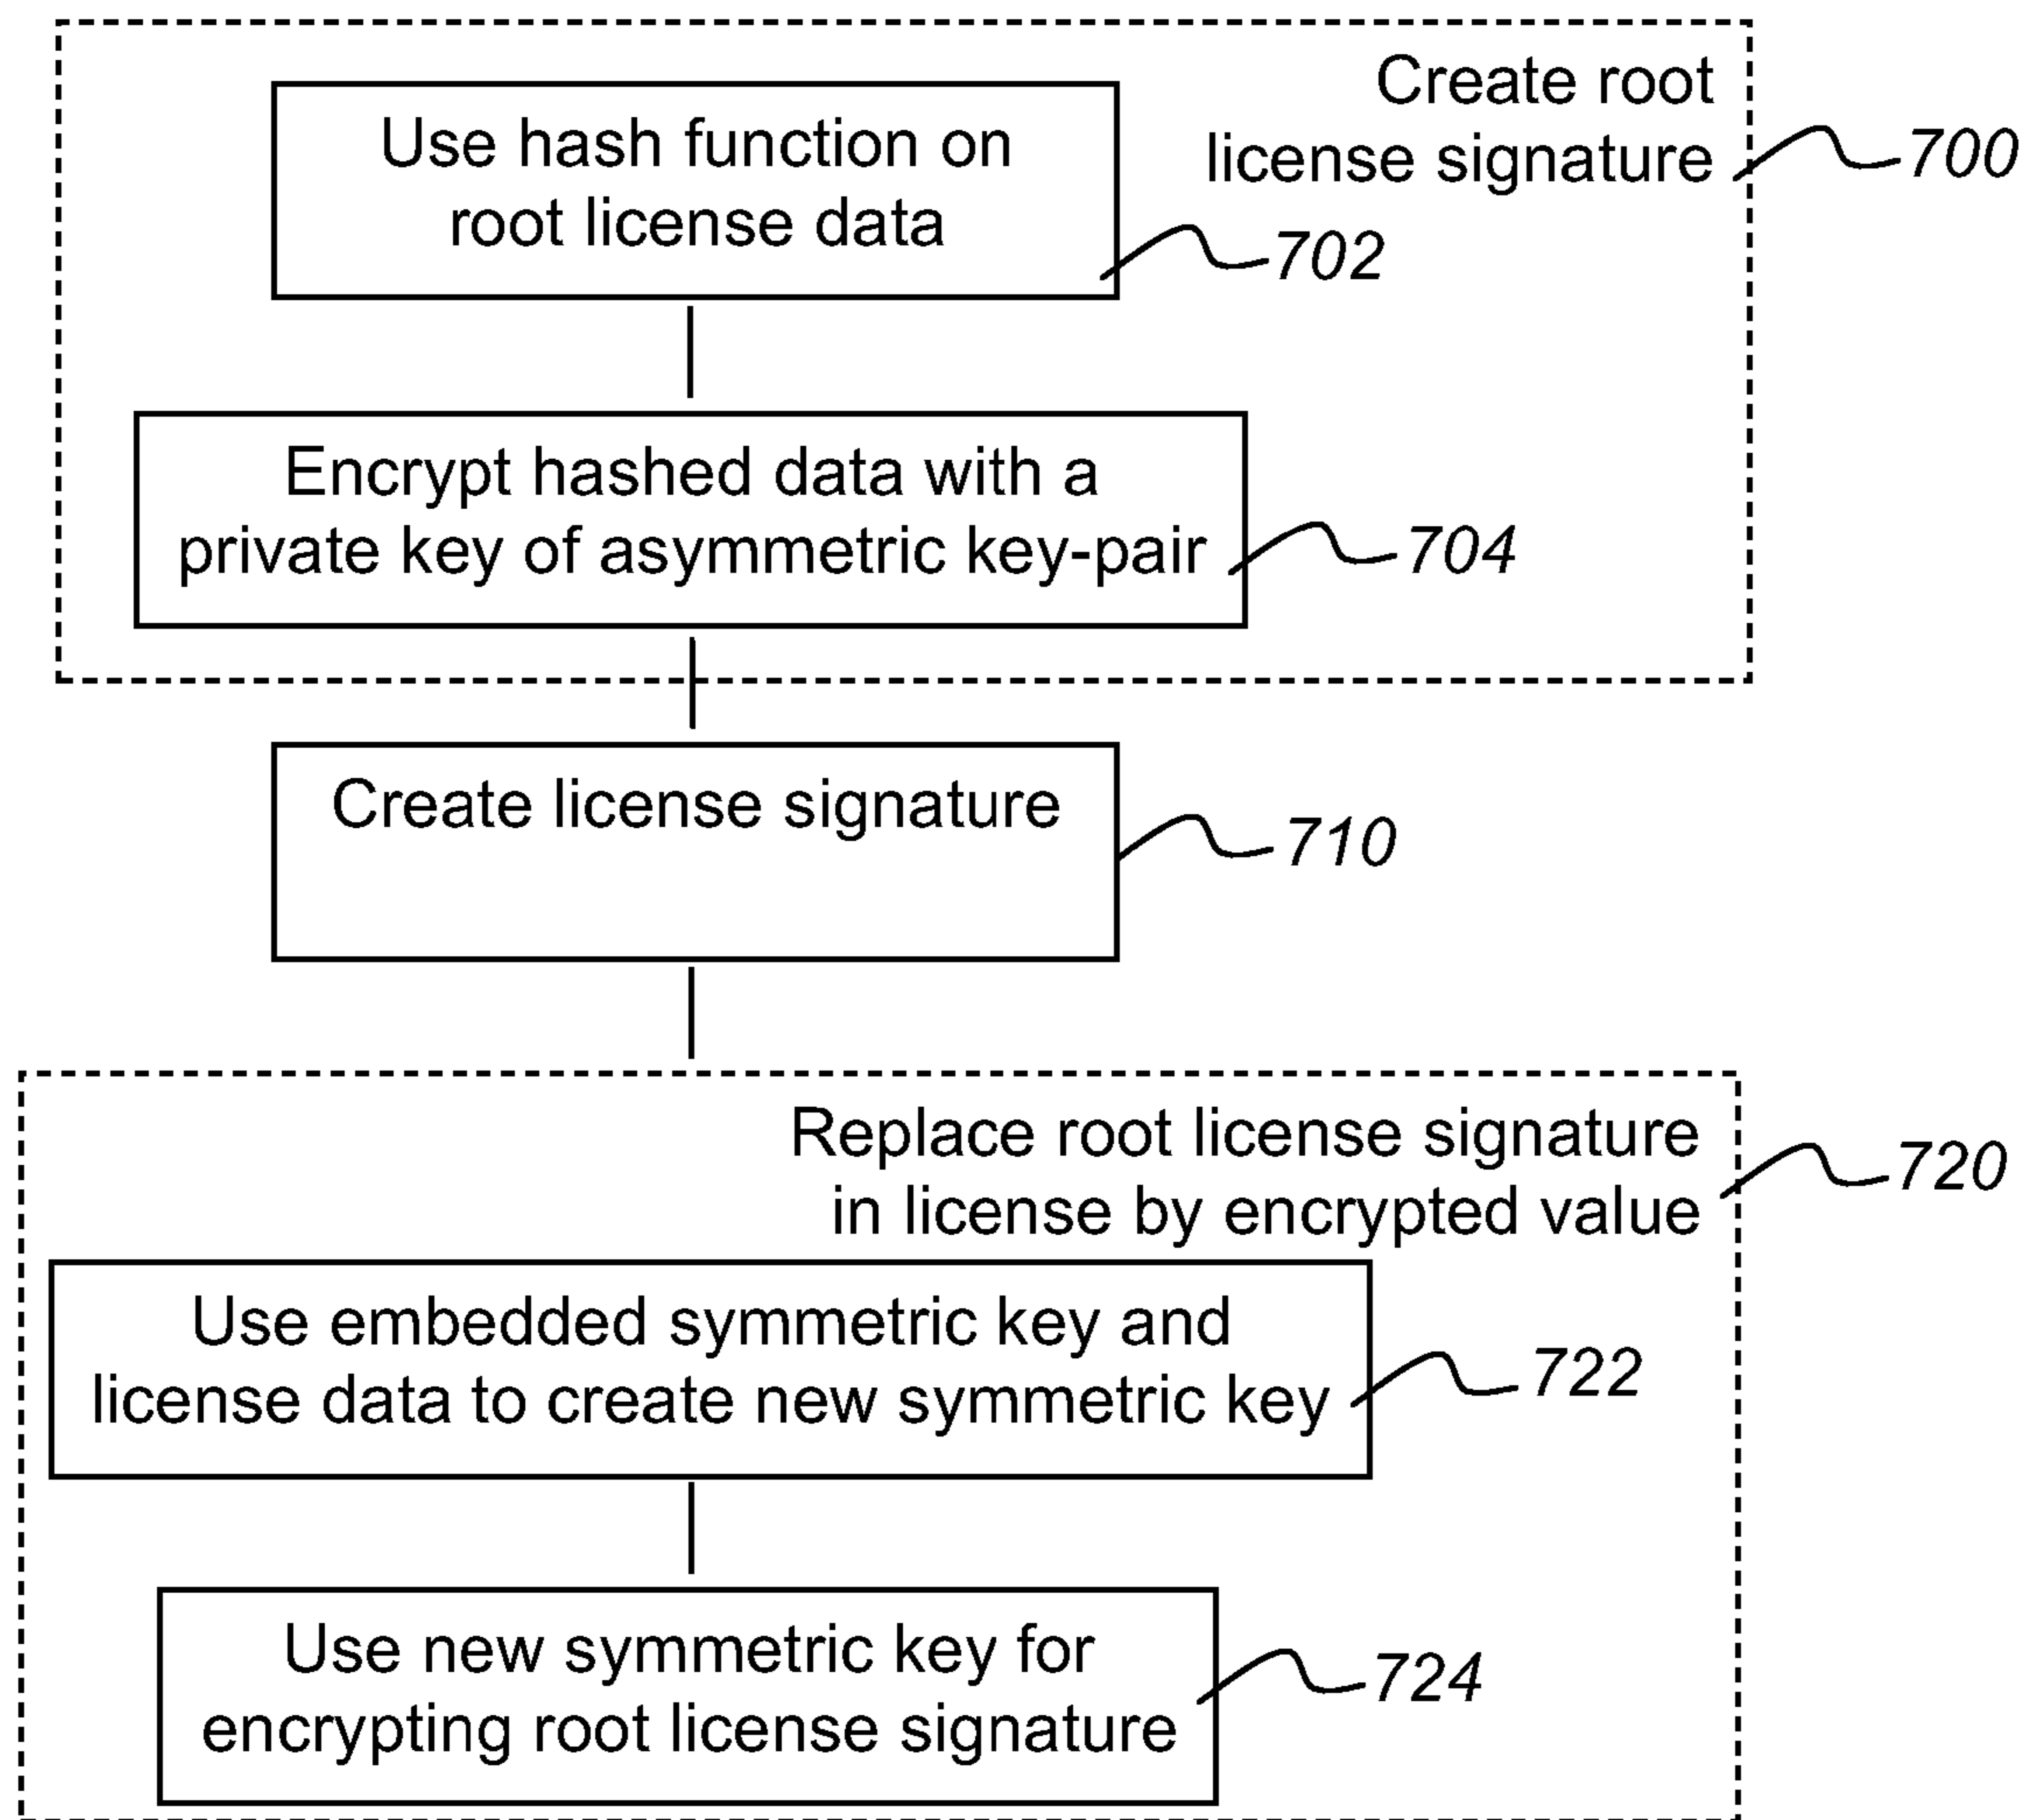 Create root
license signature
700
Use hash function on
root license data
702
Encrypt hashed data with a
private key of asymmetric key-pair
704
Create license signature
710
Replace root license signature
in license by encrypted value
720
Use embedded symmetric key and
license data to create new symmetric key
722
Use new symmetric key for
encrypting root license signature
724